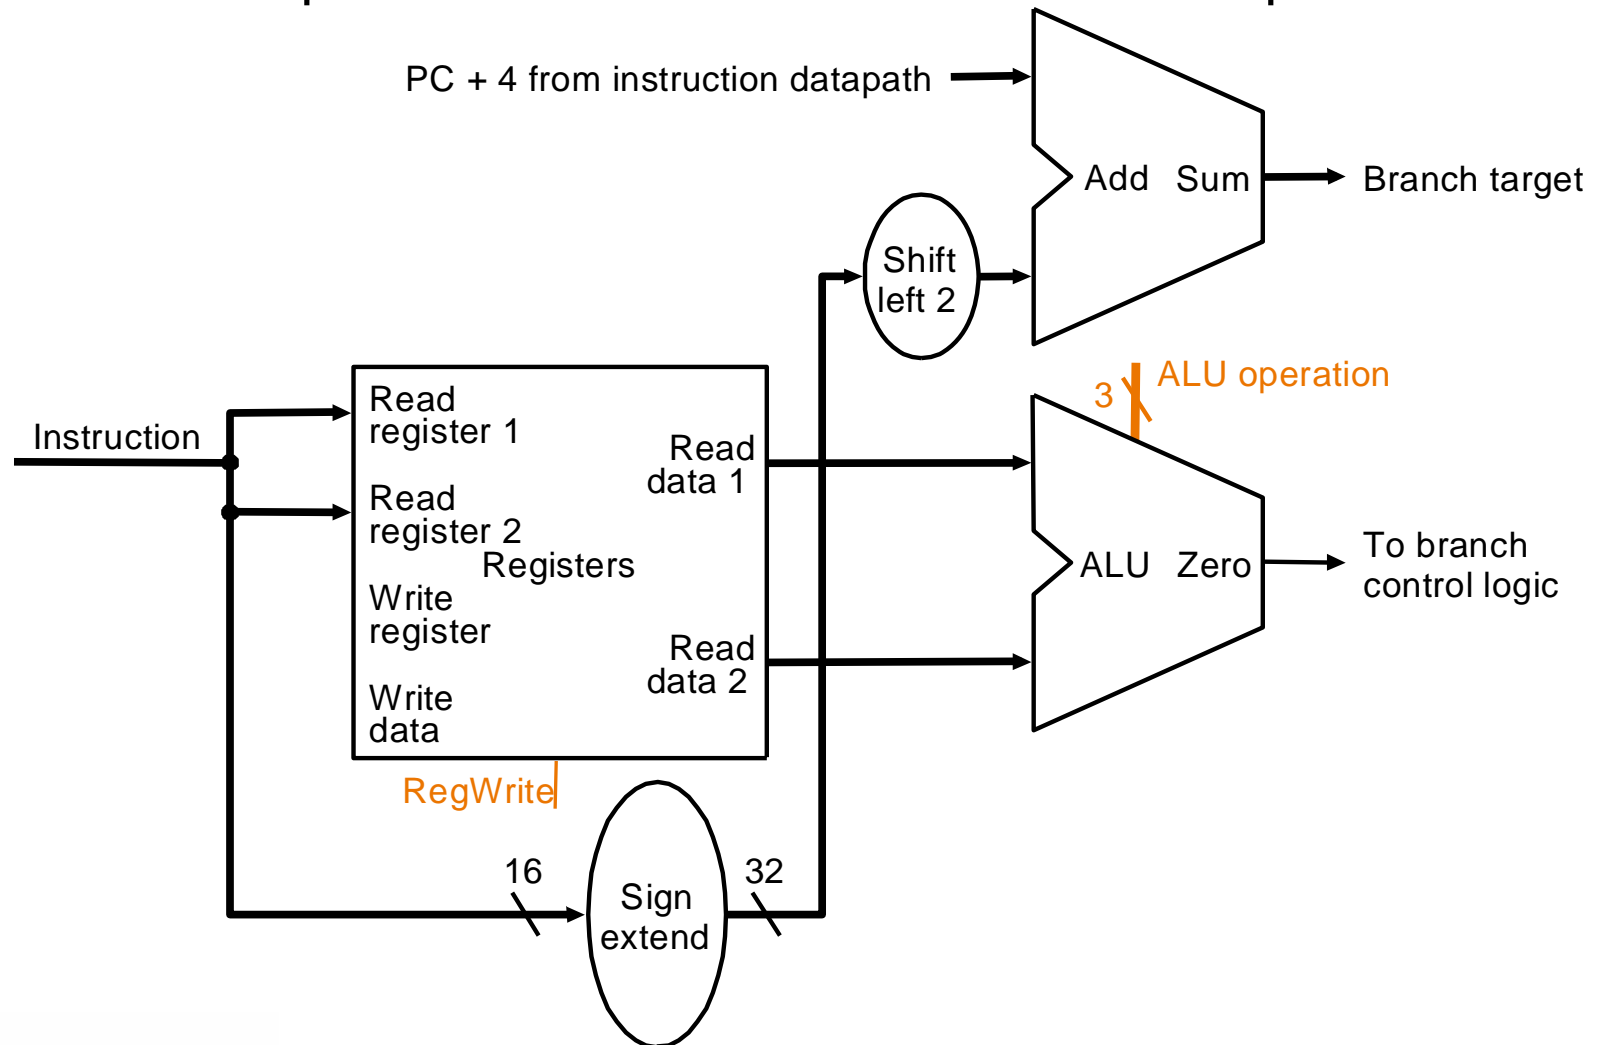 PC + 4 from instruction datapath
Add Sum
Branch target
Shift
left 2
3
ALU operation
Instruction
Read
register 1
Read
data 1
Read
register 2
Registers
ALU Zero
To branch
control logic
Write
register
Read
data 2
Write
data
RegWrite
16
32
Sign
extend